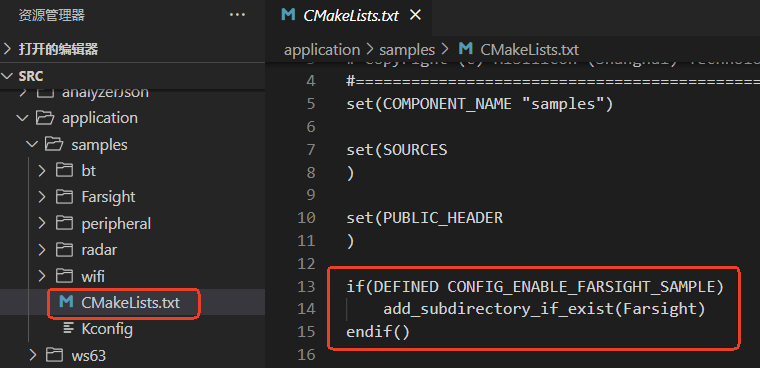 资源管理器
打开的编辑器
SRC
analyzerJson
application
samples
bt
Farsight
peripheral
radar
wifi
CMakeLists.txt
Kconfig
ws63
CMakeLists.txt
application > samples > CMakeLists.txt
3 # Copyright (c) HiSilicon (Shanghai) Technolo
4 #=============================================
5 set(COMPONENT_NAME "samples")
6
7 set(SOURCES
8 )
9
10 set(PUBLIC_HEADER
11 )
12
13 if(DEFINED CONFIG_ENABLE_FARSIGHT_SAMPLE)
14 add_subdirectory_if_exist(Farsight)
15 endif()
16